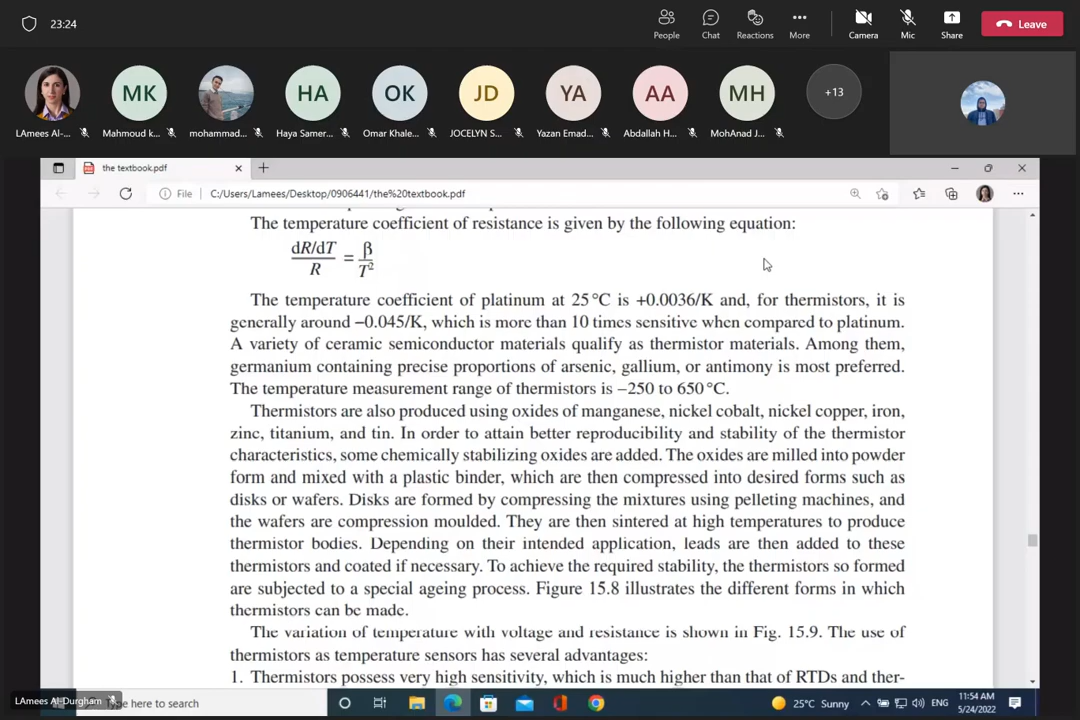 23:24
People
Chat
Reactions
More
Camera
Mic
Share
Leave
MK
HA
OK
JD
YA
AA
MH
+13
LAmees Al-...
Mahmoud k...
mohammad...
Haya Samer...
Omar Khale...
JOCELYN S...
Yazan Emad...
Abdallah H...
MohAnad J...
the textbook.pdf
File
C:/Users/Lamees/Desktop/0906441/the%20textbook.pdf
The temperature coefficient of resistance is given by the following equation:
dR/dT
R
=
β
T²
The temperature coefficient of platinum at 25 °C is +0.0036/K and, for thermistors, it is
generally around −0.045/K, which is more than 10 times sensitive when compared to platinum.
A variety of ceramic semiconductor materials qualify as thermistor materials. Among them,
germanium containing precise proportions of arsenic, gallium, or antimony is most preferred.
The temperature measurement range of thermistors is −250 to 650 °C.
Thermistors are also produced using oxides of manganese, nickel cobalt, nickel copper, iron,
zinc, titanium, and tin. In order to attain better reproducibility and stability of the thermistor
characteristics, some chemically stabilizing oxides are added. The oxides are milled into powder
form and mixed with a plastic binder, which are then compressed into desired forms such as
disks or wafers. Disks are formed by compressing the mixtures using pelleting machines, and
the wafers are compression moulded. They are then sintered at high temperatures to produce
thermistor bodies. Depending on their intended application, leads are then added to these
thermistors and coated if necessary. To achieve the required stability, the thermistors so formed
are subjected to a special ageing process. Figure 15.8 illustrates the different forms in which
thermistors can be made.
The variation of temperature with voltage and resistance is shown in Fig. 15.9. The use of
thermistors as temperature sensors has several advantages:
1. Thermistors possess very high sensitivity, which is much higher than that of RTDs and ther-
LAmees Al-Durgham
here to search
25°C Sunny
ENG
11:54 AM
5/24/2022